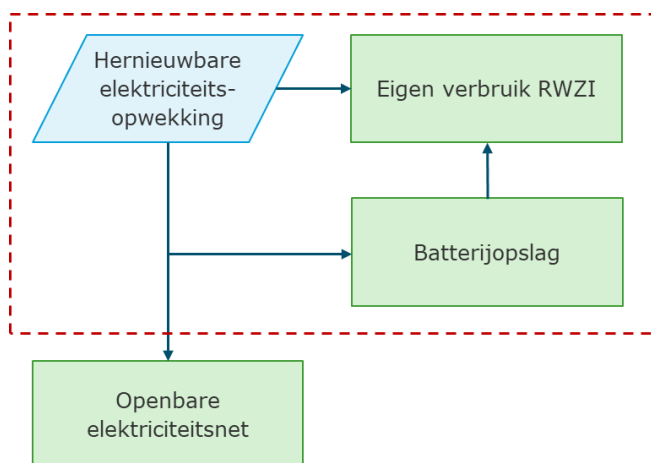 Hernieuwbare
elektriciteits-
opwekking
Eigen verbruik RWZI
Batterijopslag
Openbare
elektriciteitsnet